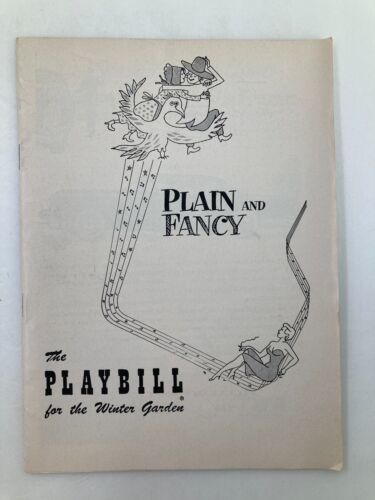 PLAIN AND
FANCY
The
PLAYBILL
for the Winter Garden®